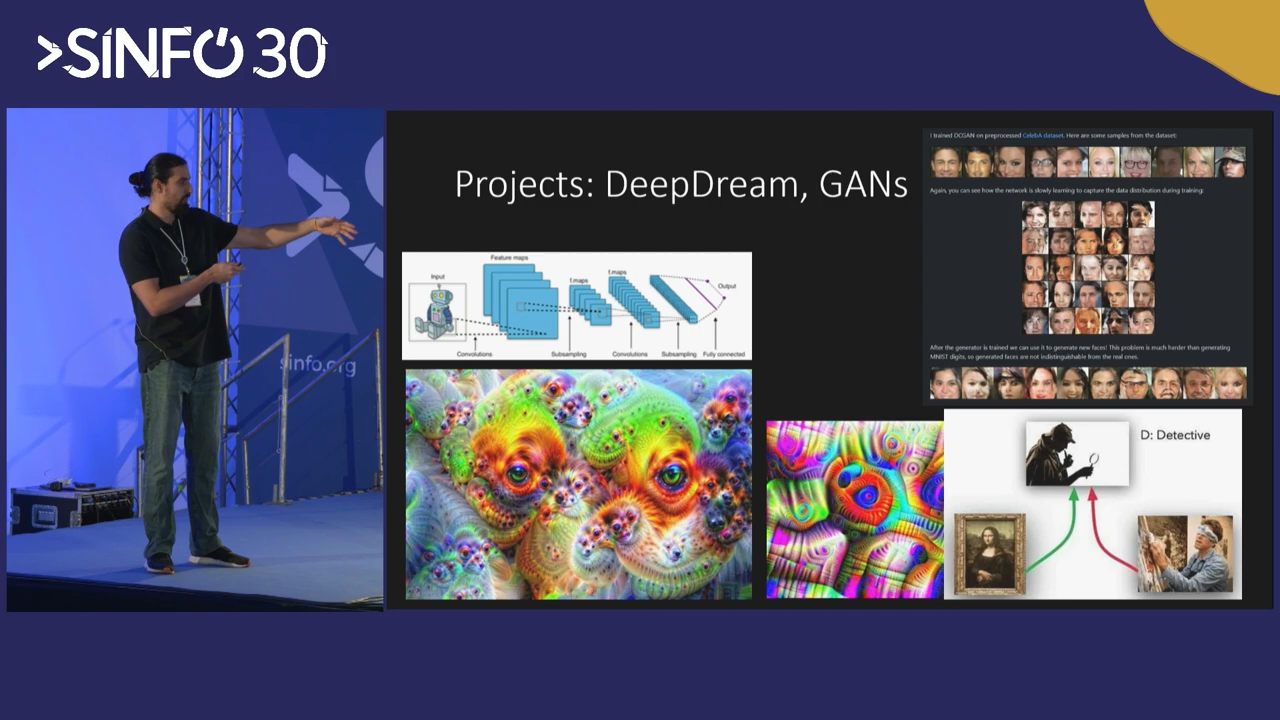 >SINFO 30
sinfo.org
Projects: DeepDream, GANs
Input
Feature maps
f.maps
f.maps
Output
Convolutions
Subsampling
Convolutions
Subsampling
Fully connected
I trained DCGAN on preprocessed CelebA dataset. Here are some samples from the dataset:
Again, you can see how the network is slowly learning to capture the data distribution during training:
After the generator is trained we can use it to generate new faces! This problem is much harder than generating
MNIST digits, so generated faces are not indistinguishable from the real ones.
D: Detective